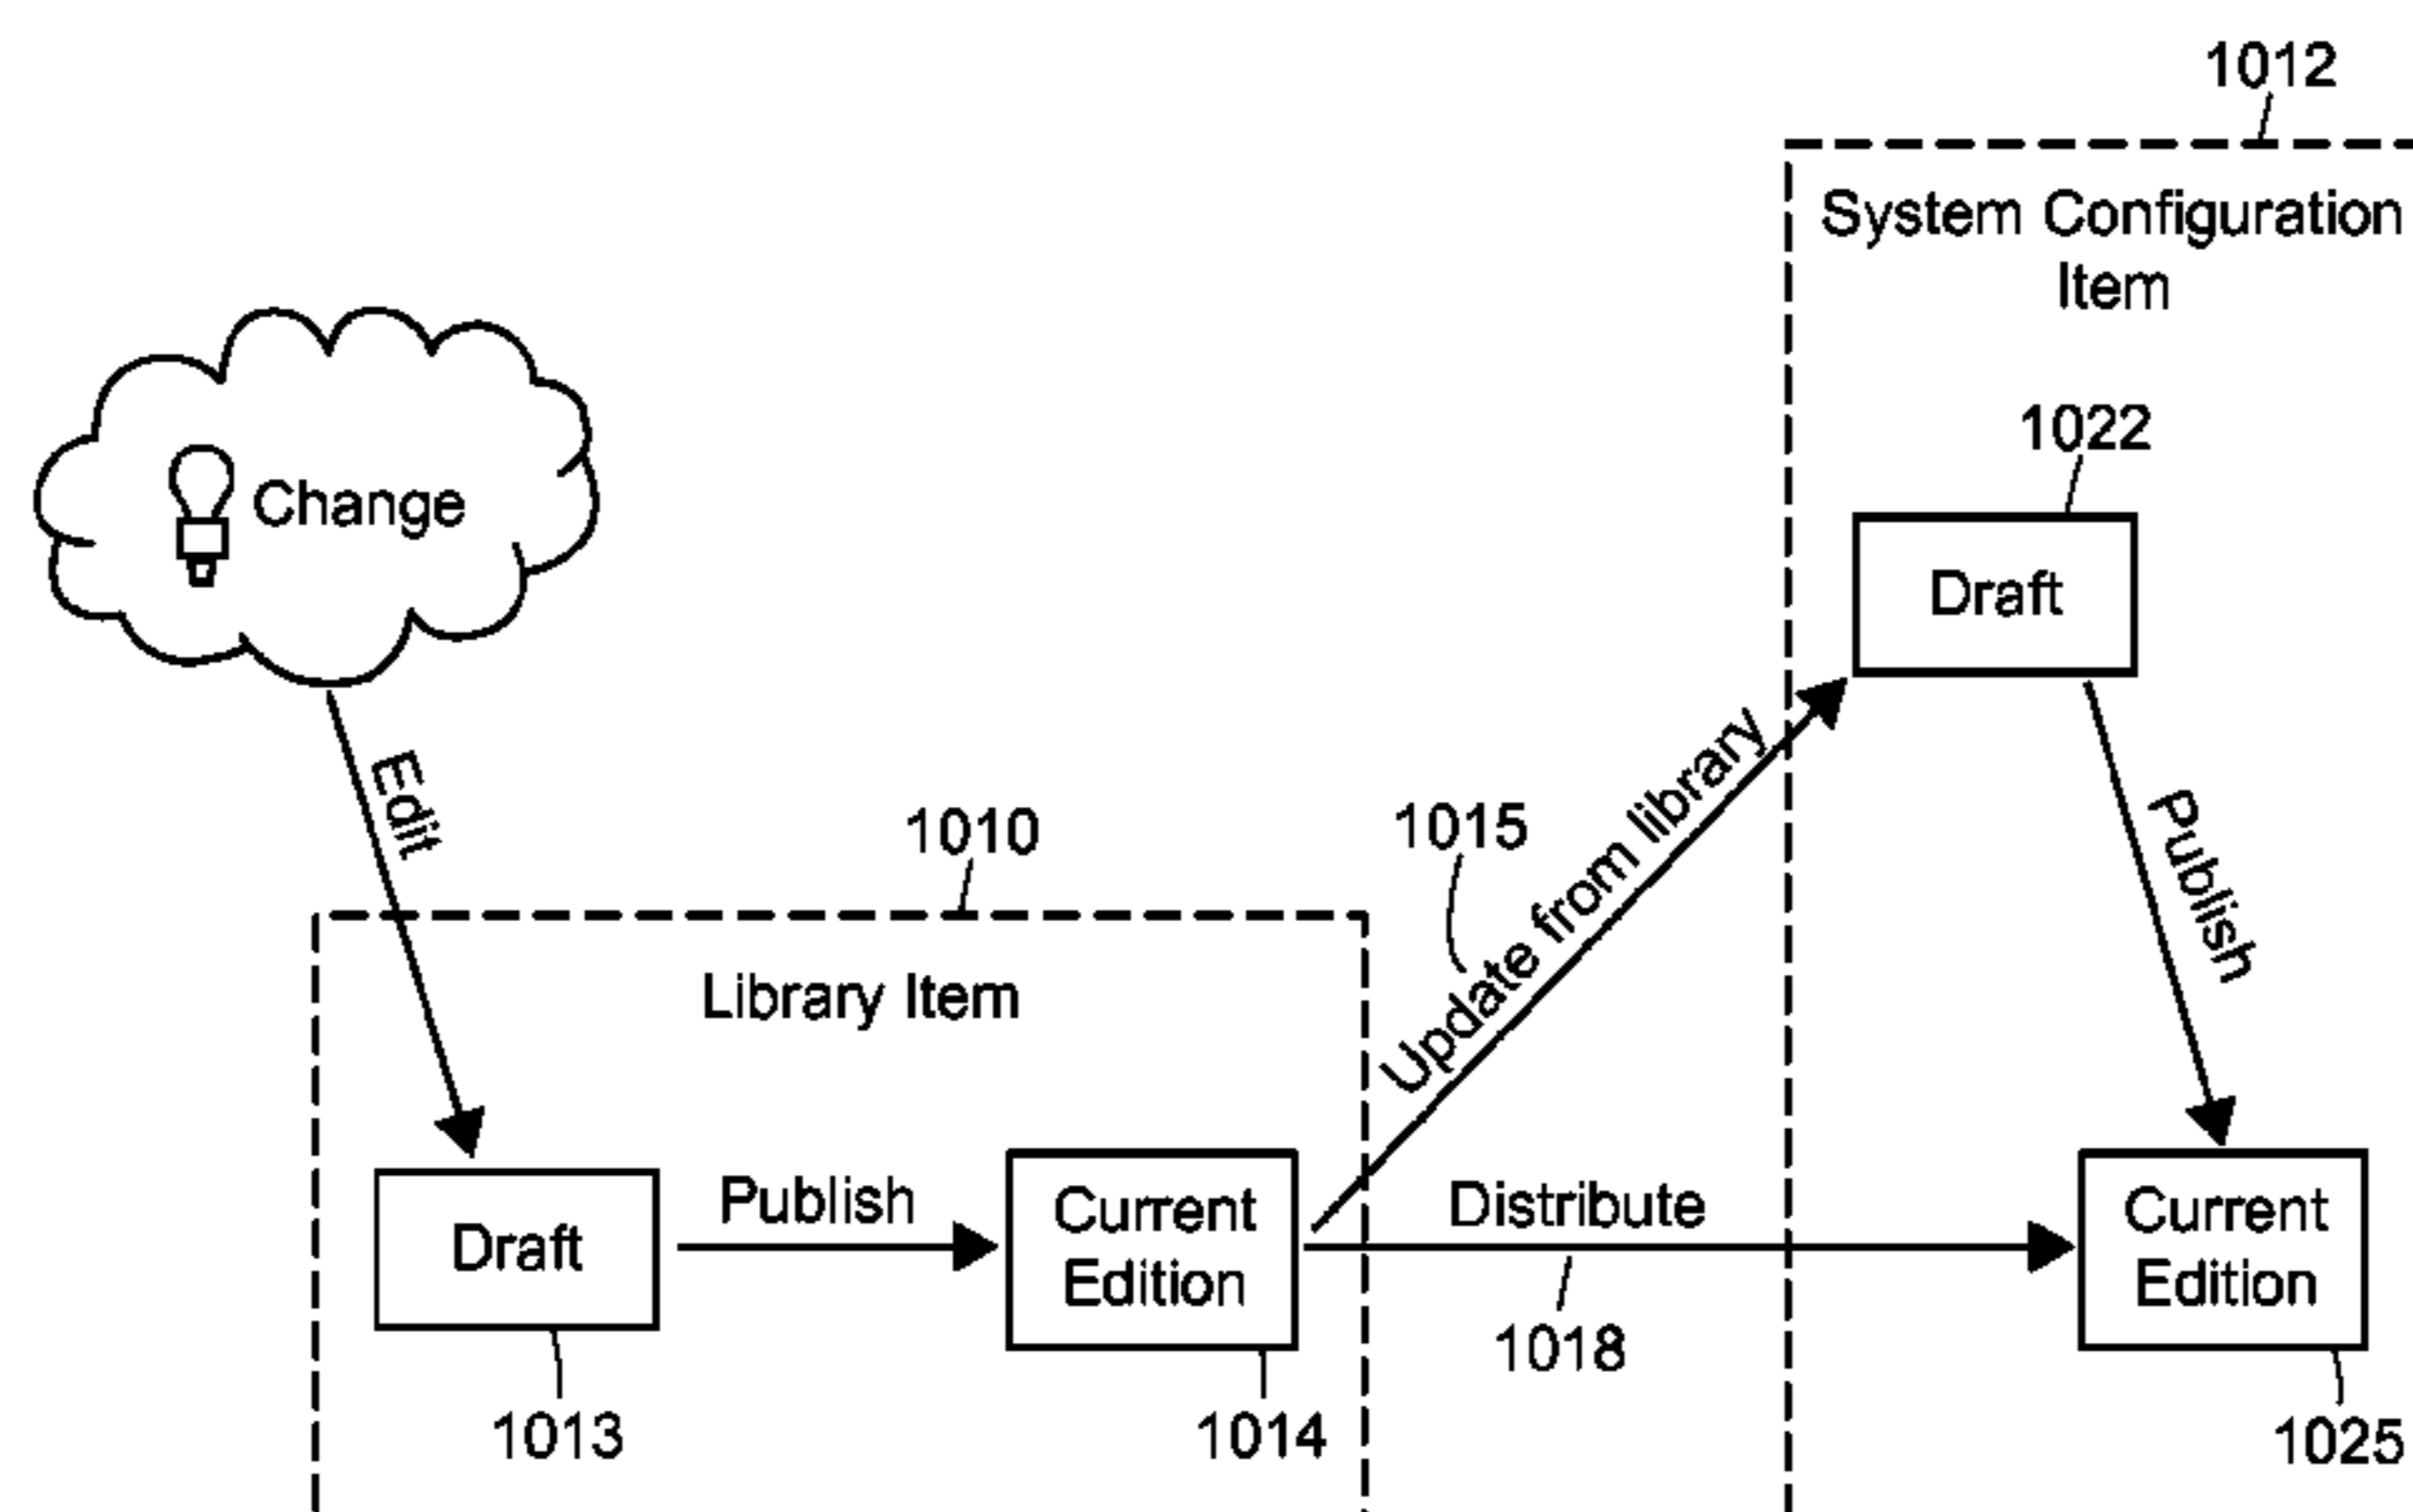 1012
System Configuration
Item
1022
Change
Draft
Edit
Publish
1010
1015
Update from library
Library Item
Draft
Publish
Current
Edition
Distribute
Current
Edition
1018
1013
1014
1025